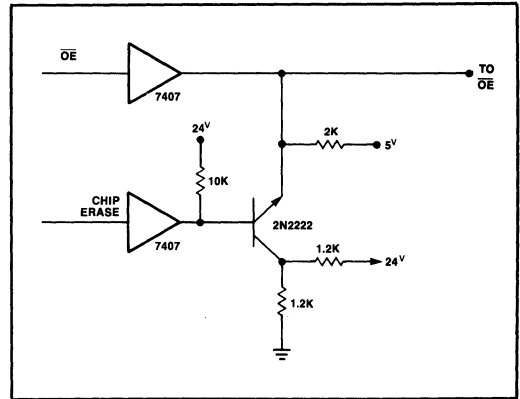 OE
7407
TO
OE
24V
2K
5V
10K
CHIP
ERASE
7407
2N2222
1.2K
24V
1.2K